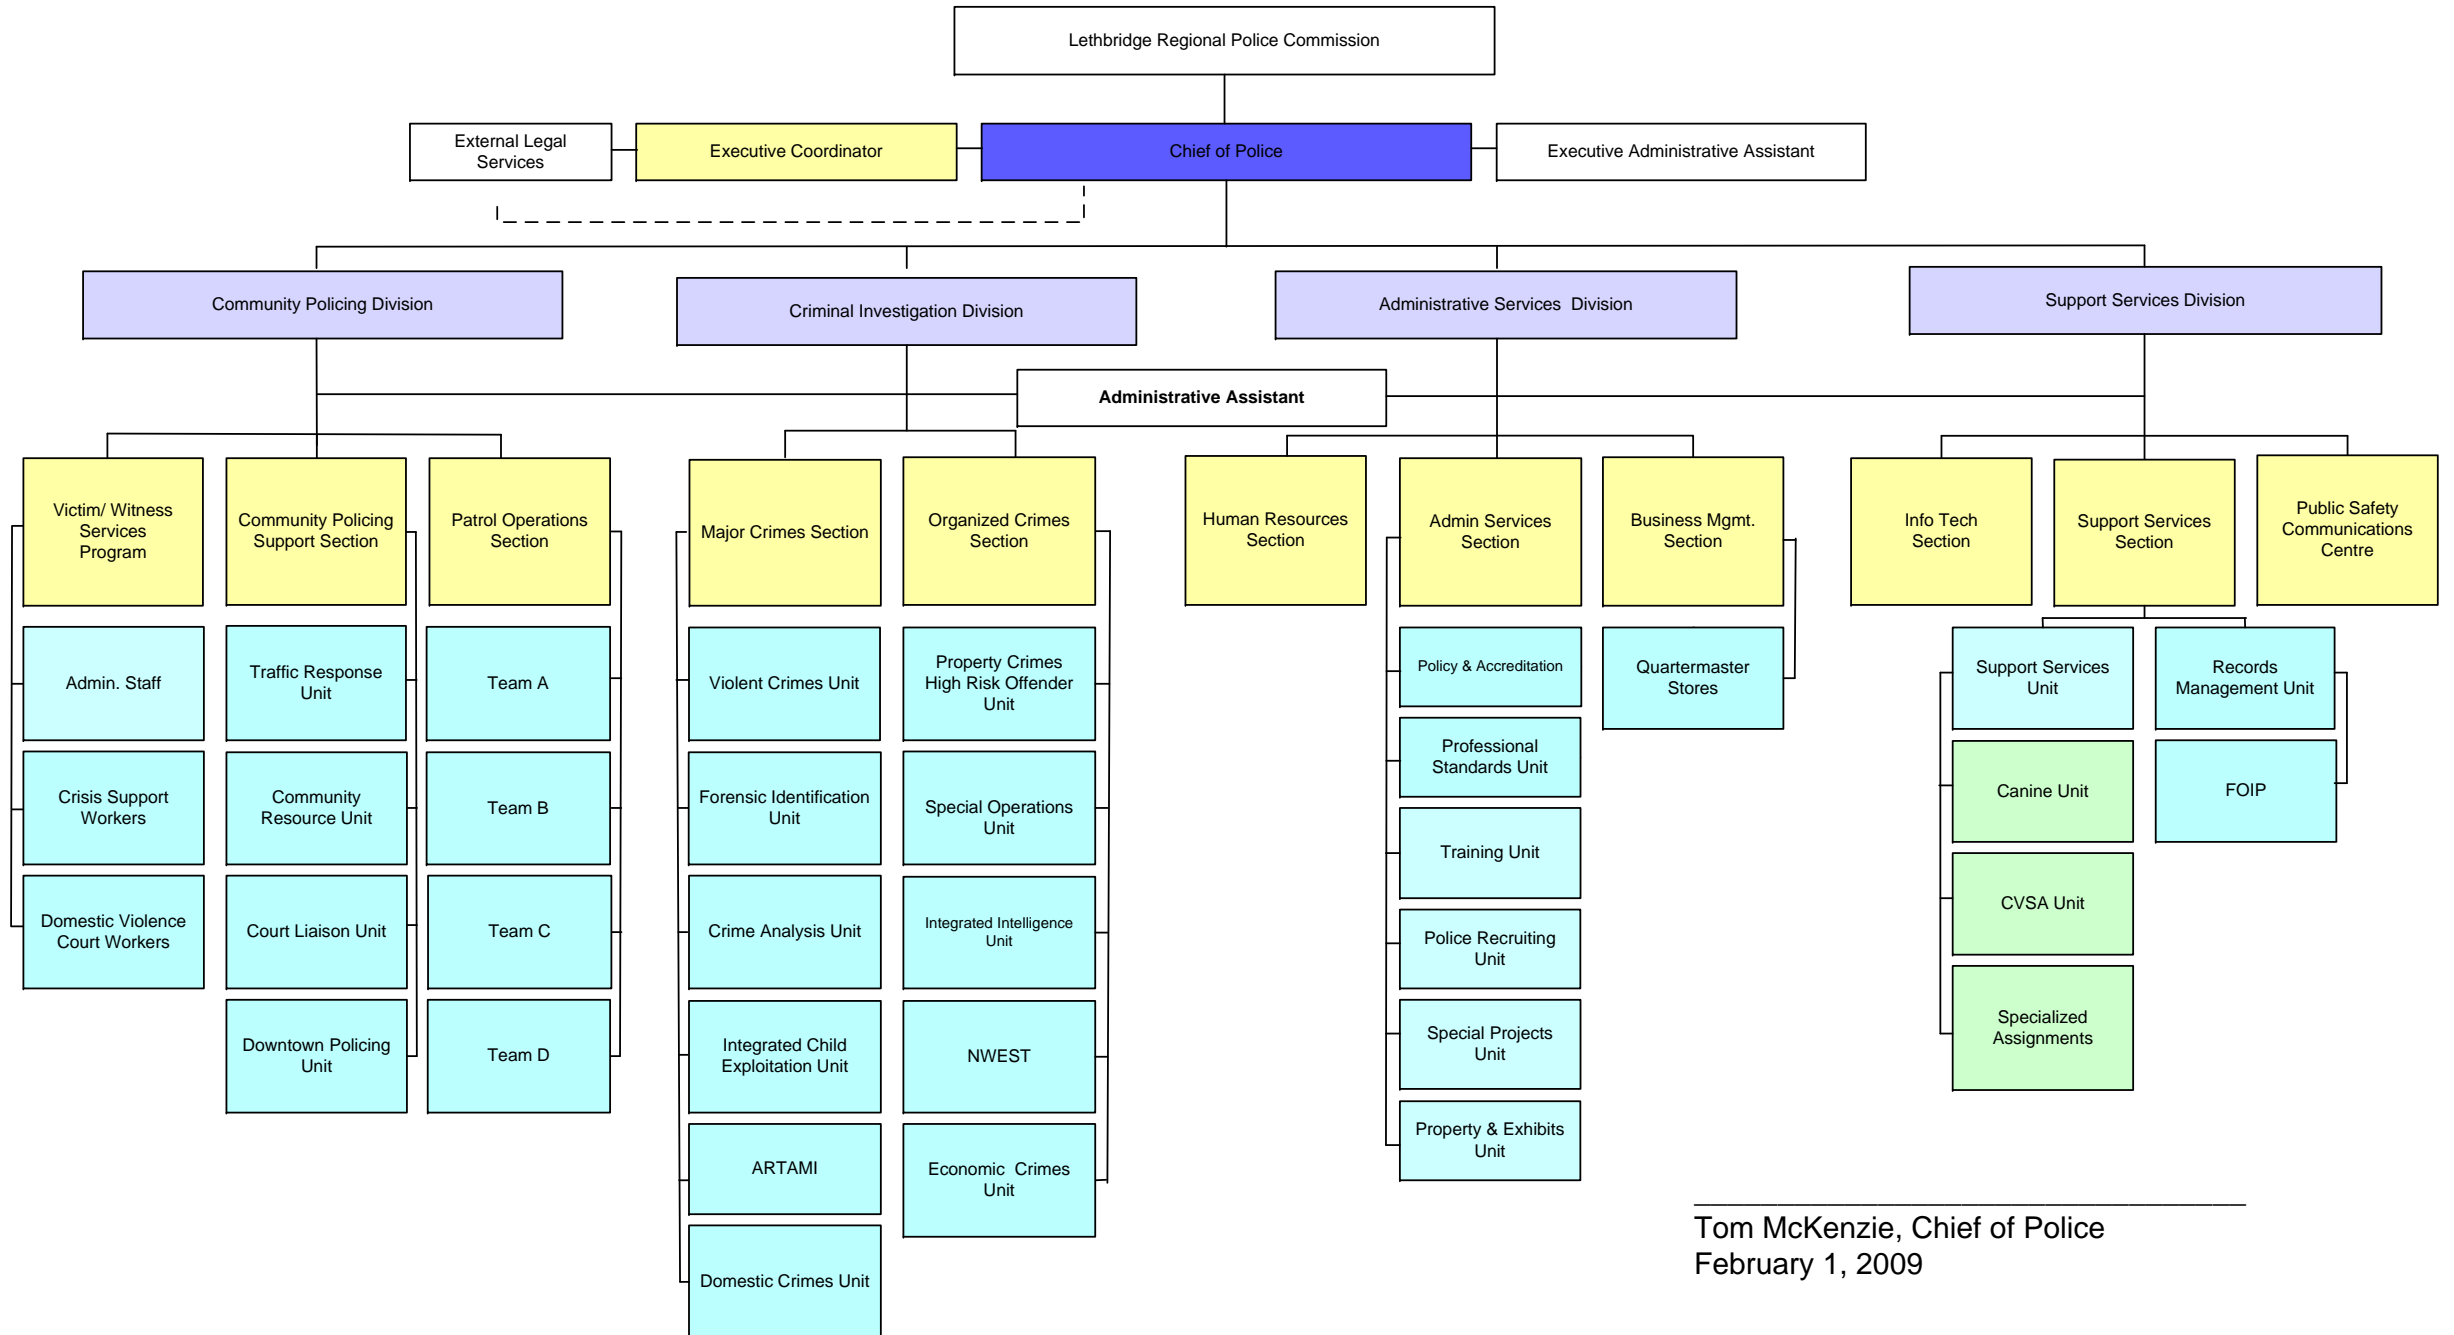 Lethbridge Regional Police Commission
External Legal
Services
Executive Coordinator
Chief of Police
Executive Administrative Assistant
Community Policing Division
Criminal Investigation Division
Administrative Services  Division
Support Services Division
Administrative Assistant
Victim/ Witness
Services
Program
Community Policing
Support Section
Patrol Operations
Section
Major Crimes Section
Organized Crimes
Section
Human Resources
Section
Admin Services
Section
Business Mgmt.
Section
Info Tech
Section
Support Services
Section
Public Safety
Communications
Centre
Admin. Staff
Crisis Support
Workers
Domestic Violence
Court Workers
Traffic Response
Unit
Community
Resource Unit
Court Liaison Unit
Downtown Policing
Unit
Team A
Team B
Team C
Team D
Violent Crimes Unit
Forensic Identification
Unit
Crime Analysis Unit
Integrated Child
Exploitation Unit
ARTAMI
Domestic Crimes Unit
Property Crimes
High Risk Offender
Unit
Special Operations
Unit
Integrated Intelligence
Unit
NWEST
Economic  Crimes
Unit
Policy & Accreditation
Professional
Standards Unit
Training Unit
Police Recruiting
Unit
Special Projects
Unit
Property & Exhibits
Unit
Quartermaster
Stores
Support Services
Unit
Canine Unit
CVSA Unit
Specialized
Assignments
Records
Management Unit
FOIP
Tom McKenzie, Chief of Police
February 1, 2009